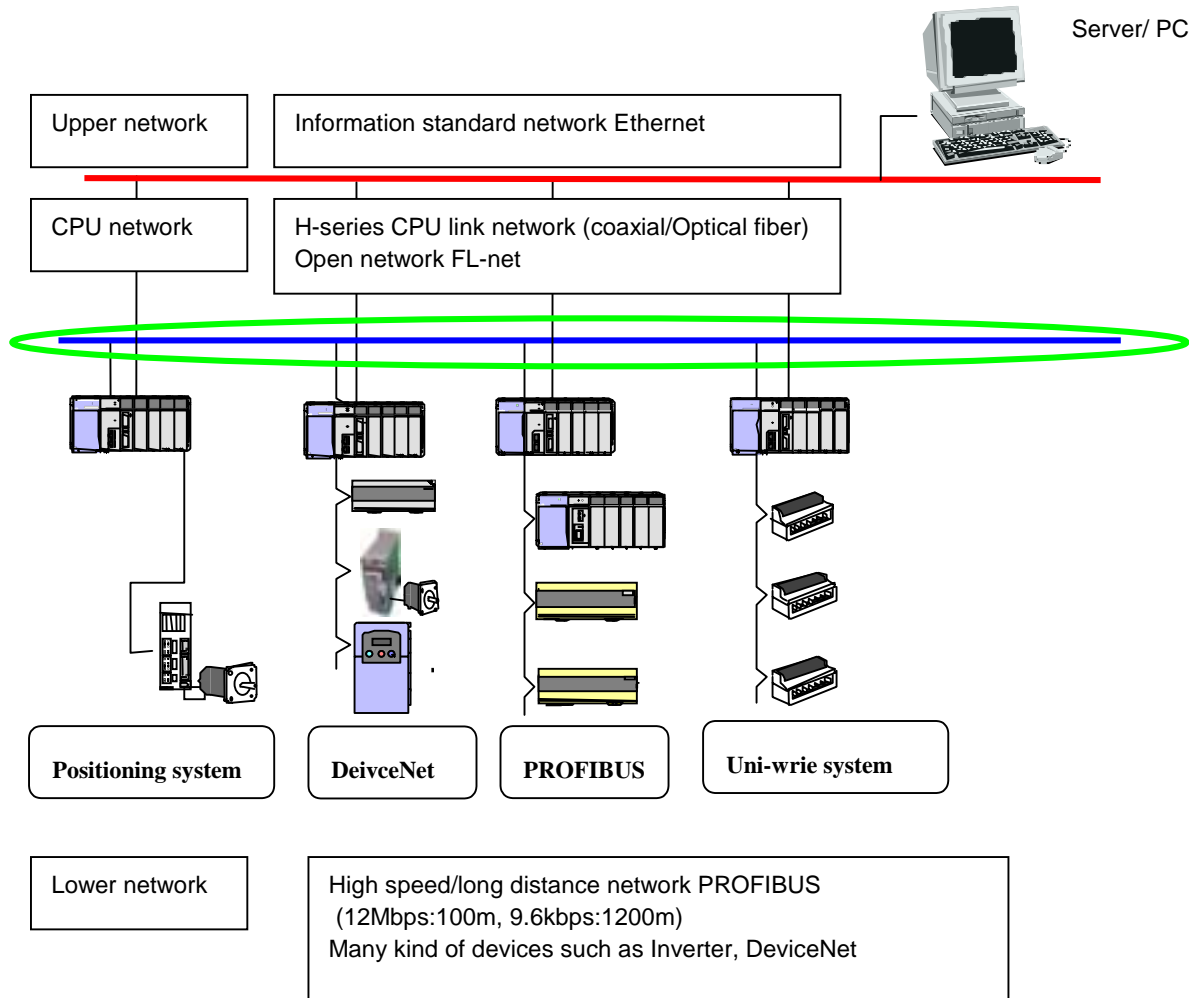 Server/ PC
Upper network
Information standard network Ethernet
CPU network
H-series CPU link network (coaxial/Optical fiber)
Open network FL-net
Positioning system
DeivceNet
PROFIBUS
Uni-wrie system
Lower network
High speed/long distance network PROFIBUS
(12Mbps:100m, 9.6kbps:1200m)
Many kind of devices such as Inverter, DeviceNet